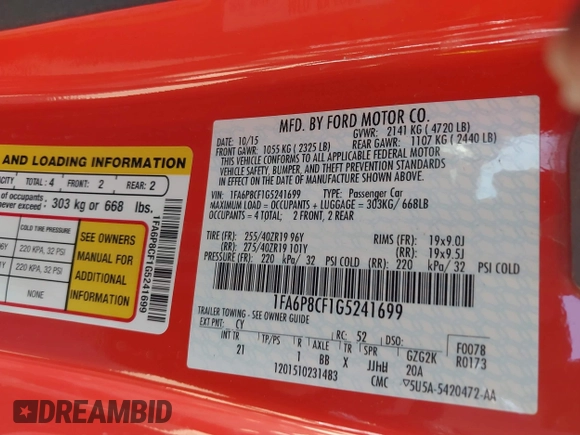 MFD. BY FORD MOTOR CO.
DATE: 10/15 GVWR: 2141 KG ( 4720 LB)
FRONT GAWR: 1055 KG ( 2325 LB) REAR GAWR: 1107 KG ( 2440 LB)
THIS VEHICLE CONFORMS TO ALL APPLICABLE FEDERAL MOTOR
VEHICLE SAFETY, BUMPER, AND THEFT PREVENTION STANDARDS
IN EFFECT ON THE DATE OF MANUFACTURE SHOWN ABOVE.
VIN: 1FA6P8CF1G5241699 TYPE: Passenger Car
MAXIMUM LOAD = OCCUPANTS + LUGGAGE = 303KG/ 668LB
OCCUPANTS = 4 TOTAL; 2 FRONT, 2 REAR
TIRE (FR): 255/40ZR19 96Y RIMS (FR): 19x9.0J
(RR): 275/40ZR19 101Y (RR): 19x9.5J
PRESSURE (FR): 220 kPa/ 32 (RR): 220 kPa/ 32 PSI COLD
1FA6P8CF1G5241699
TRAILER TOWING - SEE OWNER GUIDE
EXT PNT: CY RC: 52 DSO: F0078
INT TR TP/PS R AXLE TR SPR GZG2K R0173
21 1 BB X JJHH 20A
1201510231483 CMC 5U5A-5420472-AA
AND LOADING INFORMATION
TOTAL: 4 FRONT: 2 REAR: 2
of occupants:
never exceed: 303 kg or 668 lbs.
COLD TIRE PRESSURE
220 KPA, 32 PSI
220 KPA, 32 PSI
NONE
SEE OWNERS
MANUAL FOR
ADDITIONAL
INFORMATION
1FA6P8CF1G5241699
DREAMBID